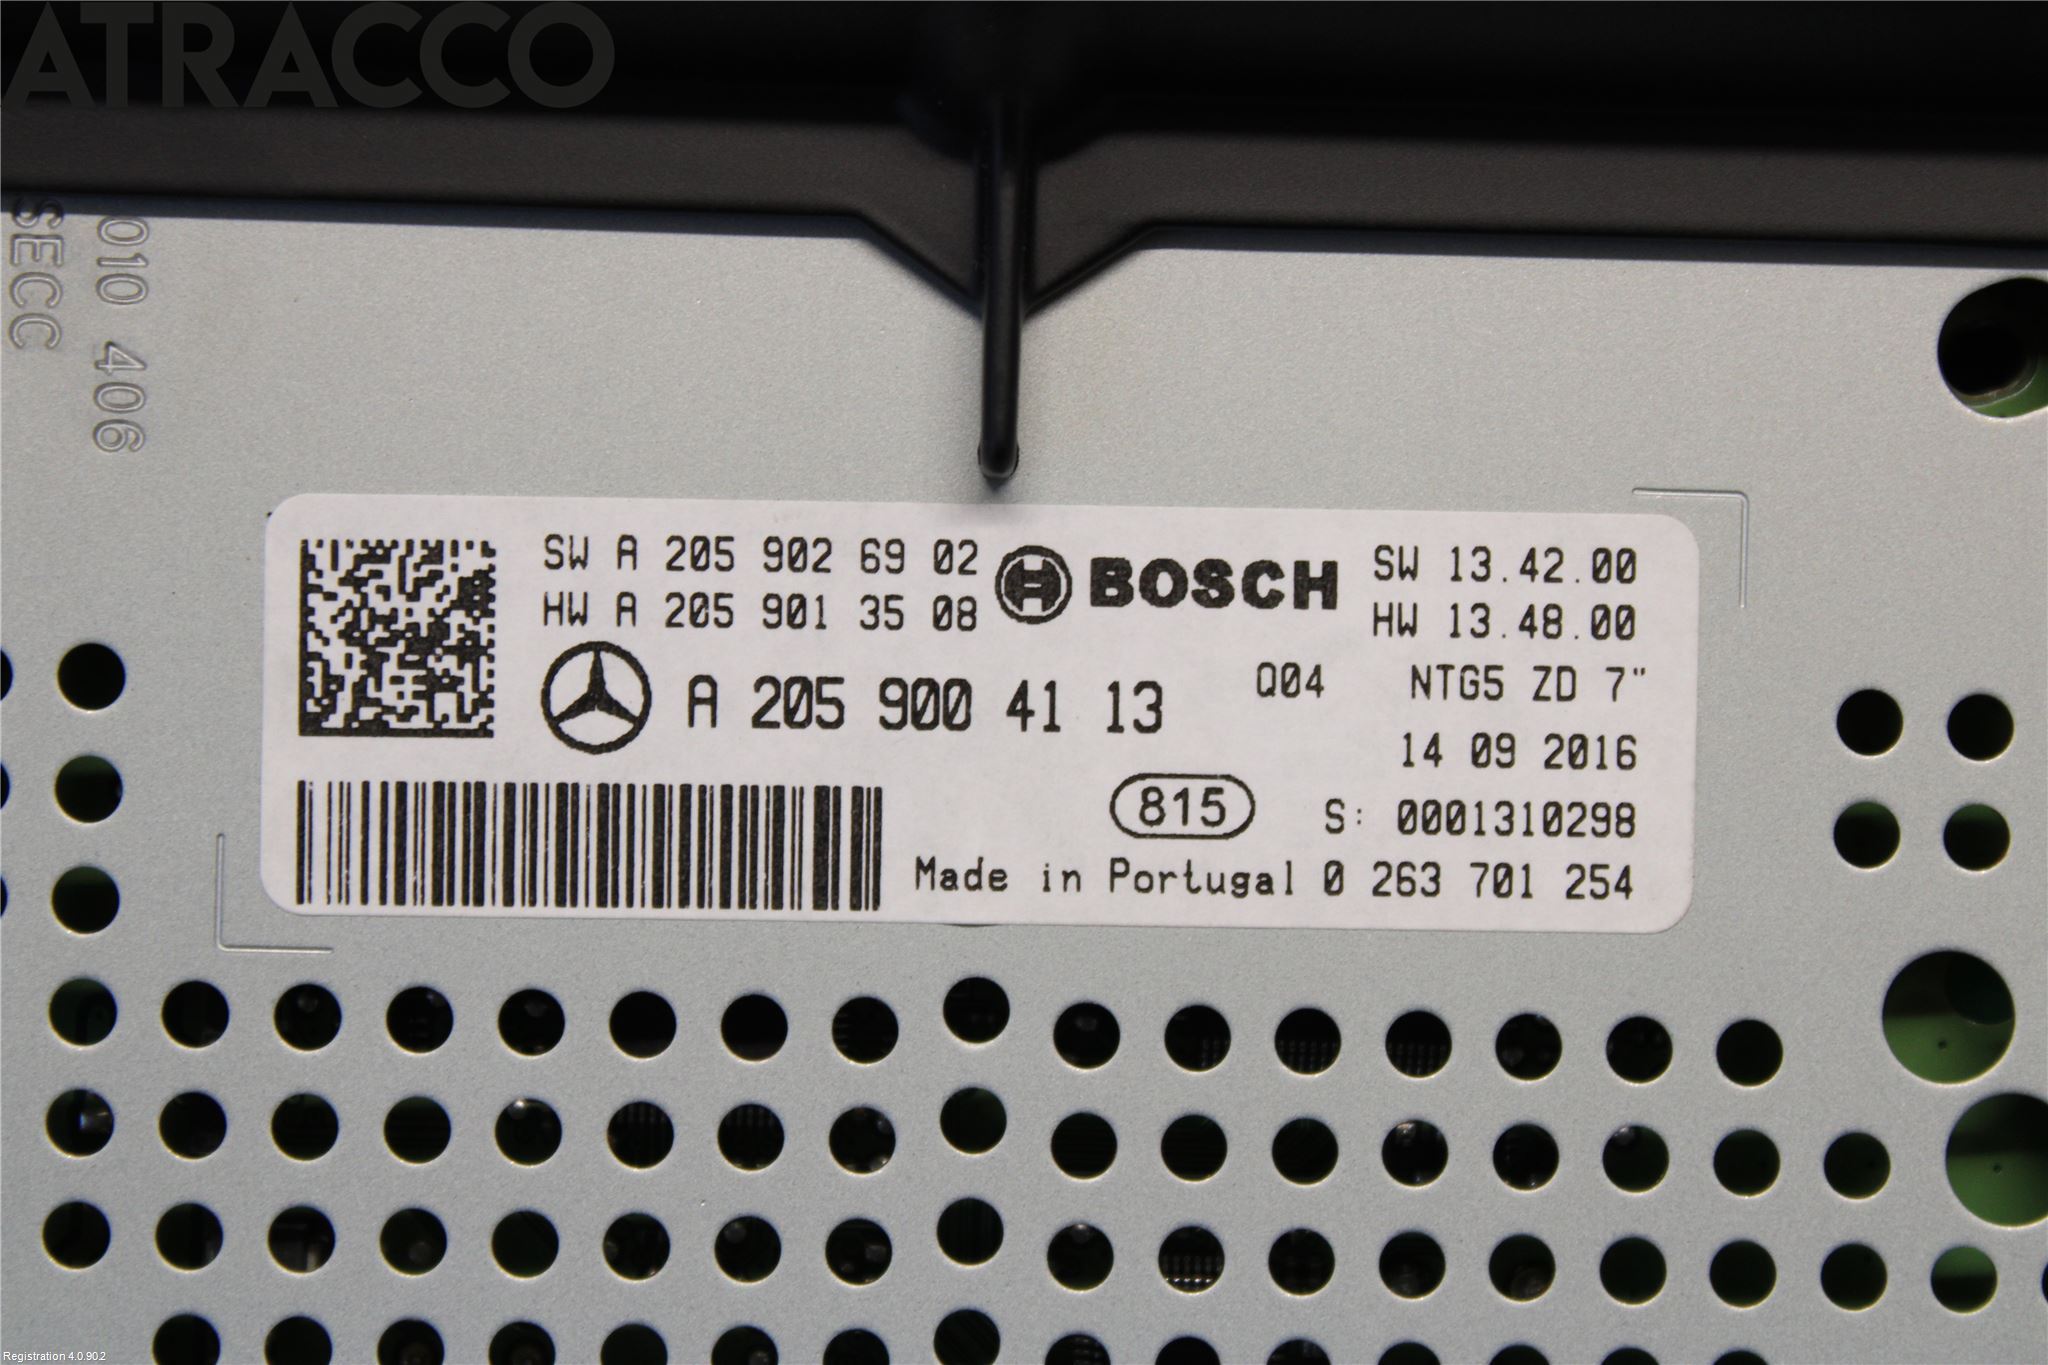 ATRACCO
010 406
SECC
SW A 205 902 69 02
HW A 205 901 35 08
BOSCH
SW 13.42.00
HW 13.48.00
A 205 900 41 13
Q04 NTG5 ZD 7"
14 09 2016
815
S: 0001310298
Made in Portugal 0 263 701 254
Registration 4.0.90.2